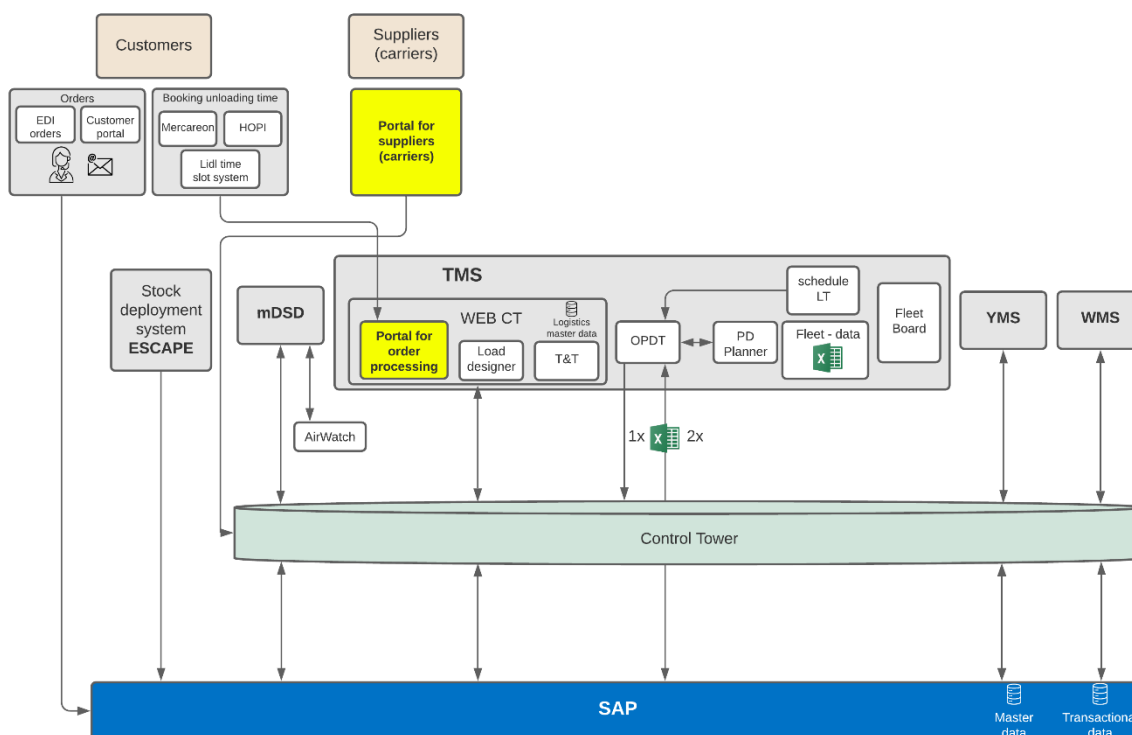 Customers
Suppliers
(carriers)
Orders
EDI
orders
Customer
portal
Booking unloading time
Mercareon
HOPI
Lidl time
slot system
Portal for
suppliers
(carriers)
Stock
deployment
system
ESCAPE
mDSD
AirWatch
TMS
WEB CT
Logistics
master data
Portal for
order
processing
Load
designer
T&T
OPDT
PD
Planner
schedule
LT
Fleet - data
Fleet
Board
YMS
WMS
1x
2x
Control Tower
SAP
Master
data
Transactiona
data